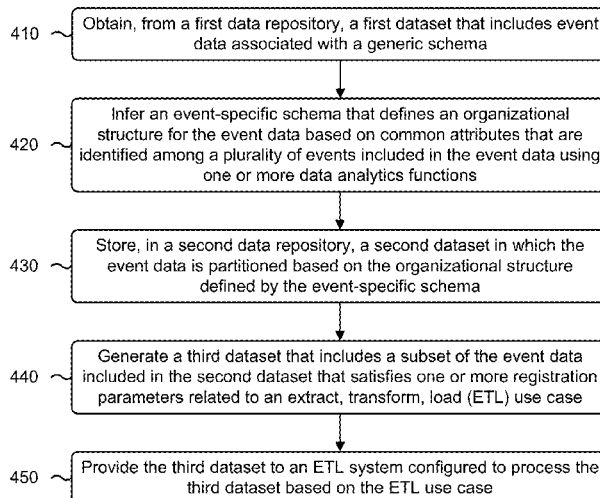 410
Obtain, from a first data repository, a first dataset that includes event
data associated with a generic schema
420
Infer an event-specific schema that defines an organizational
structure for the event data based on common attributes that are
identified among a plurality of events included in the event data using
one or more data analytics functions
430
Store, in a second data repository, a second dataset in which the
event data is partitioned based on the organizational structure
defined by the event-specific schema
440
Generate a third dataset that includes a subset of the event data
included in the second dataset that satisfies one or more registration
parameters related to an extract, transform, load (ETL) use case
450
Provide the third dataset to an ETL system configured to process the
third dataset based on the ETL use case